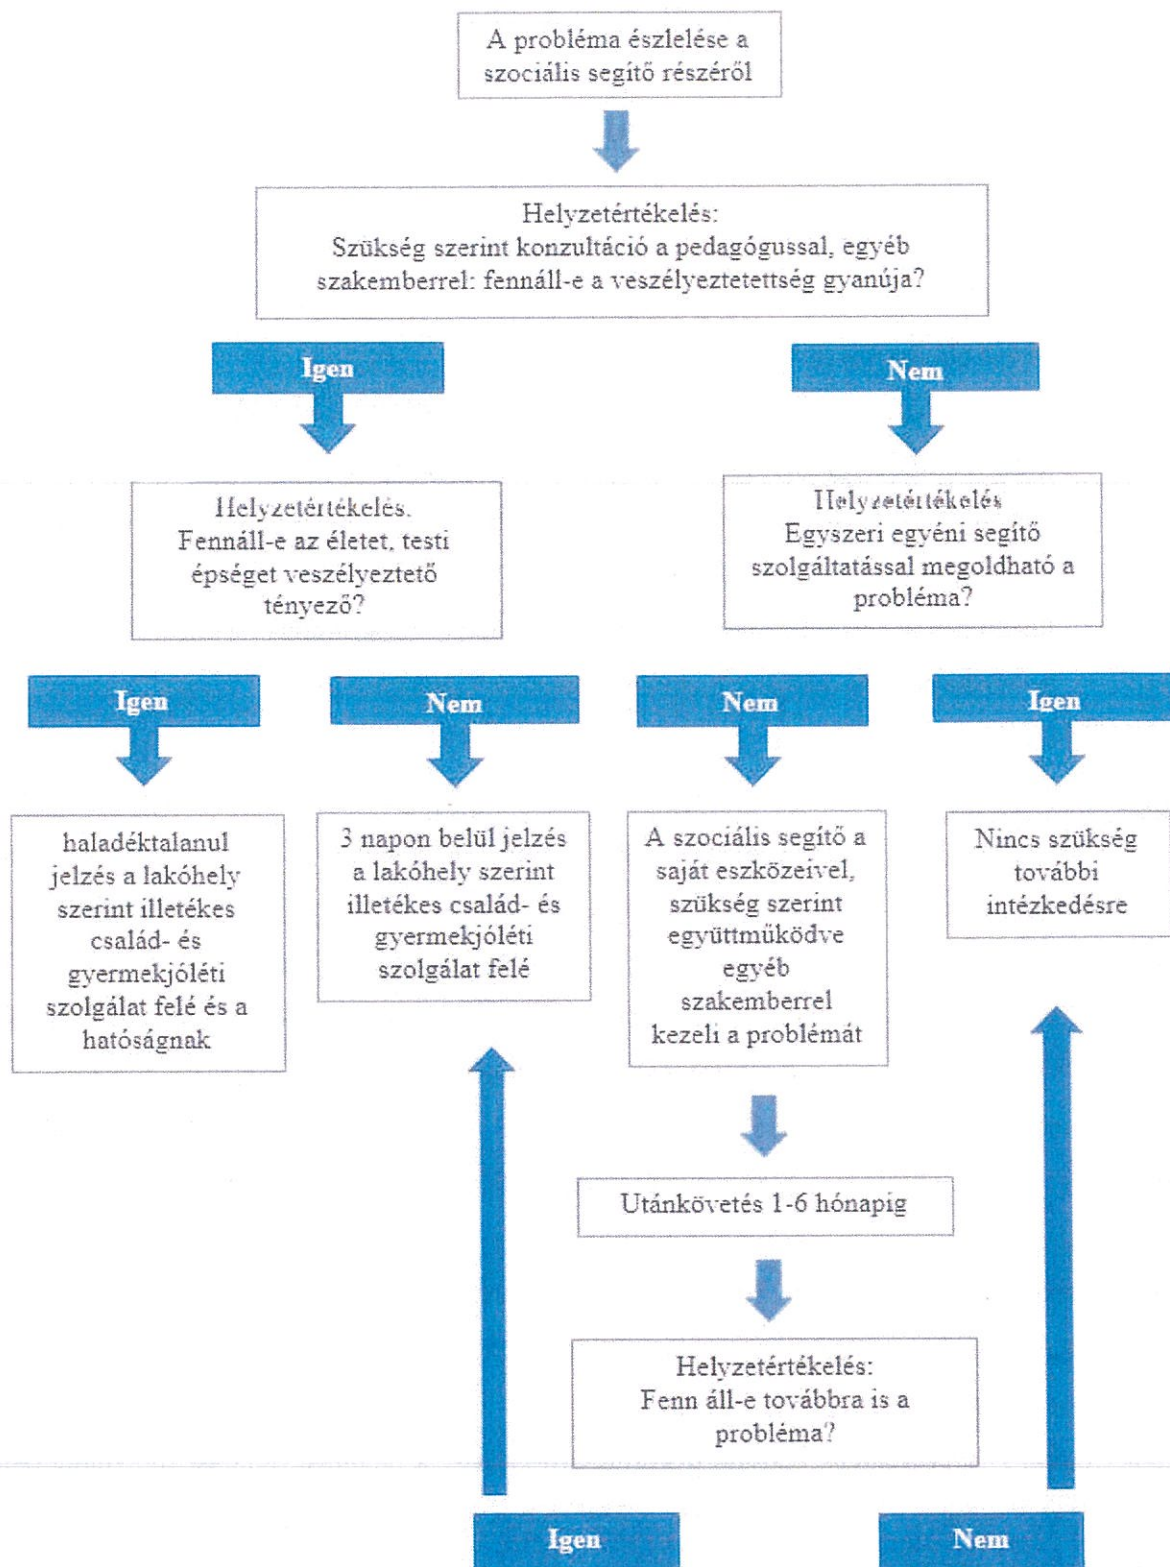 A probléma észlelése a
szociális segítő részéről
Helyzetértékelés:
Szükség szerint konzultáció a pedagógussal, egyéb
szakemberrel: fennáll-e a veszélyeztetettség gyanúja?
Igen
Nem
Helyzetértékelés.
Fennáll-e az életet, testi
épséget veszélyeztető
tényező?
Helyzetértékelés
Egyszeri egyéni segítő
szolgáltatással megoldható a
probléma?
Igen
Nem
Nem
Igen
haladéktalanul
jelzés a lakóhely
szerint illetékes
család- és
gyermekjóléti
szolgálat felé és a
hatóságnak
3 napon belül jelzés
a lakóhely szerint
illetékes család- és
gyermekjóléti
szolgálat felé
A szociális segítő a
saját eszközeivel,
szükség szerint
együttműködve
egyéb
szakemberrel
kezeli a problémát
Nincs szükség
további
intézkedésre
Utánkövetés 1-6 hónapig
Helyzetértékelés:
Fenn áll-e továbbra is a
probléma?
Igen
Nem